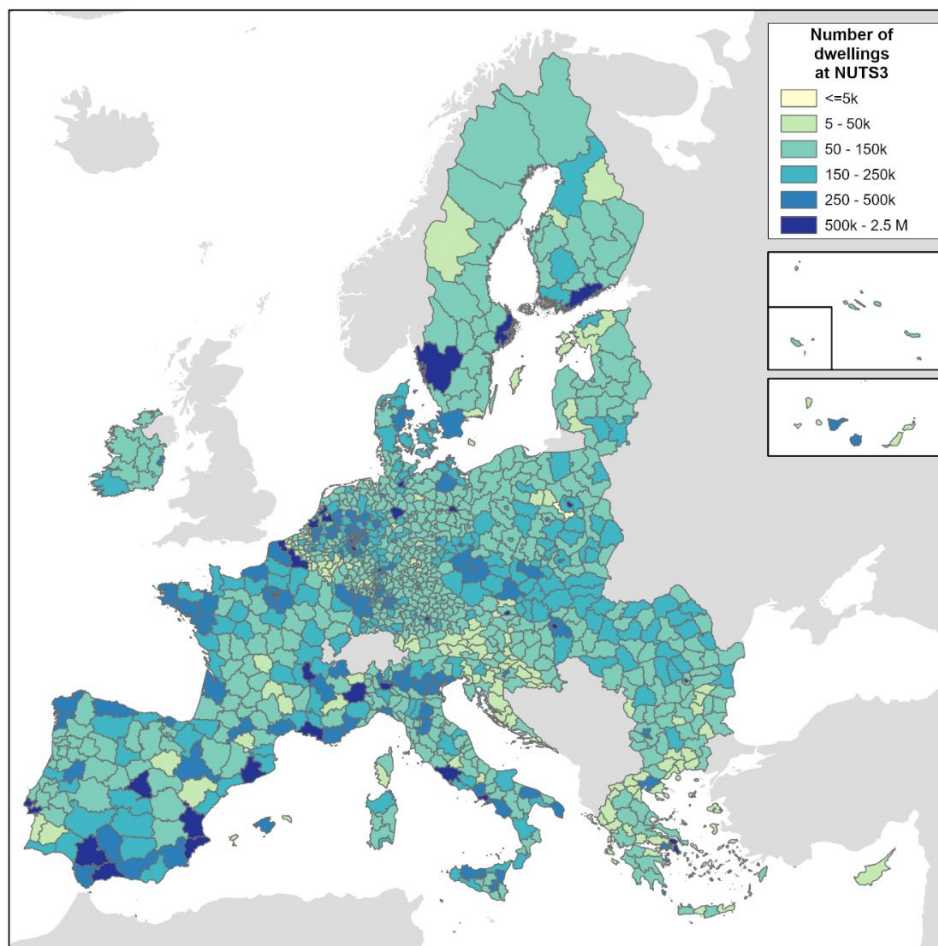 Number of
dwellings
at NUTS3
<=5k
5 - 50k
50 - 150k
150 - 250k
250 - 500k
500k - 2.5 M